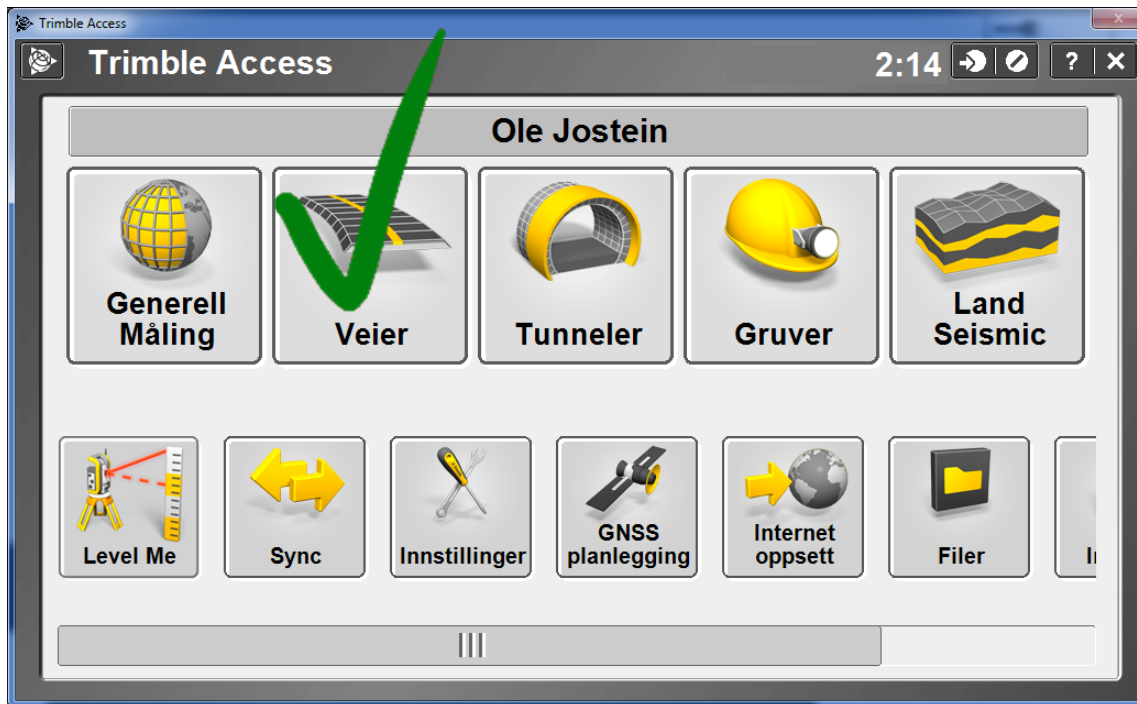 Trimble Access
Trimble Access
2:14
?
Ole Jostein
Generell
Måling
Veier
Tunneler
Gruver
Land
Seismic
Level Me
Sync
Innstillinger
GNSS
planlegging
Internet
oppsett
Filer